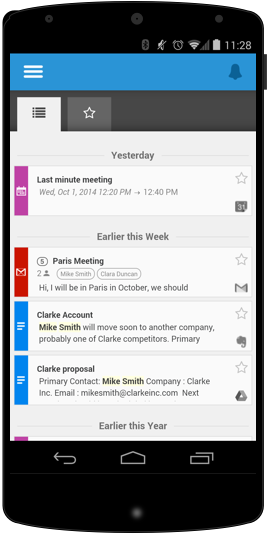 11:28
Yesterday
Last minute meeting
Wed, Oct 1, 2014 12:20 PM → 12:40 PM
31
Earlier this Week
5 Paris Meeting
2 Mike Smith Clara Duncan
Hi, I will be in Paris in October, we should
Clarke Account
Mike Smith will move soon to another company,
probably one of Clarke competitors. Primary
Clarke proposal
Primary Contact: Mike Smith Company : Clarke
Inc. Email : mikesmith@clarkeinc.com Next
Earlier this Year